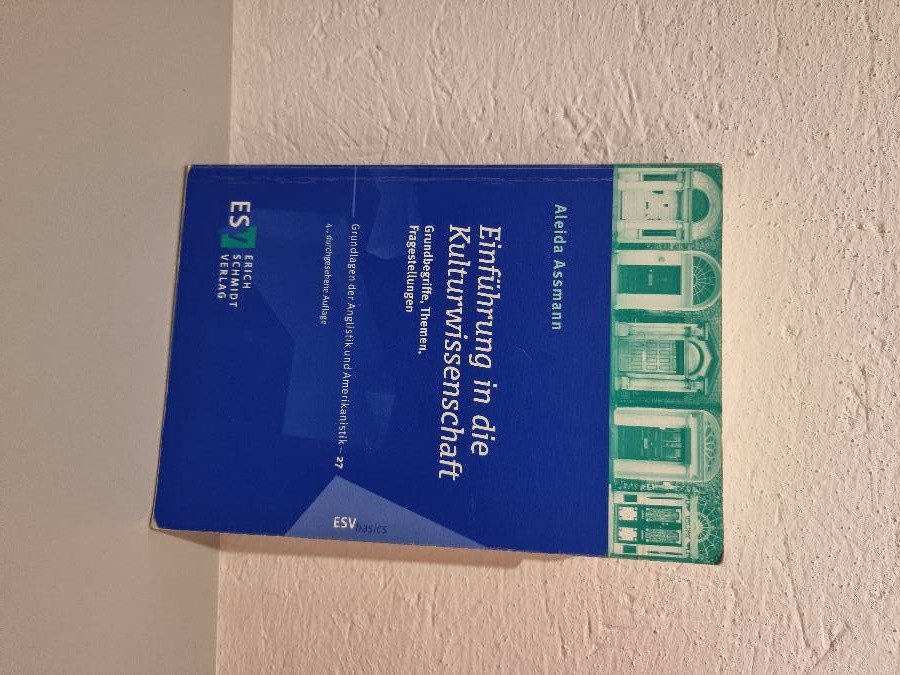 Aleida Assmann
Einführung in die
Kulturwissenschaft
Grundbegriffe, Themen,
Fragestellungen
Grundlagen der Anglistik und Amerikanistik – 27
4., durchgesehene Auflage
ESVbasics
ESV
ERICH
SCHMIDT
VERLAG